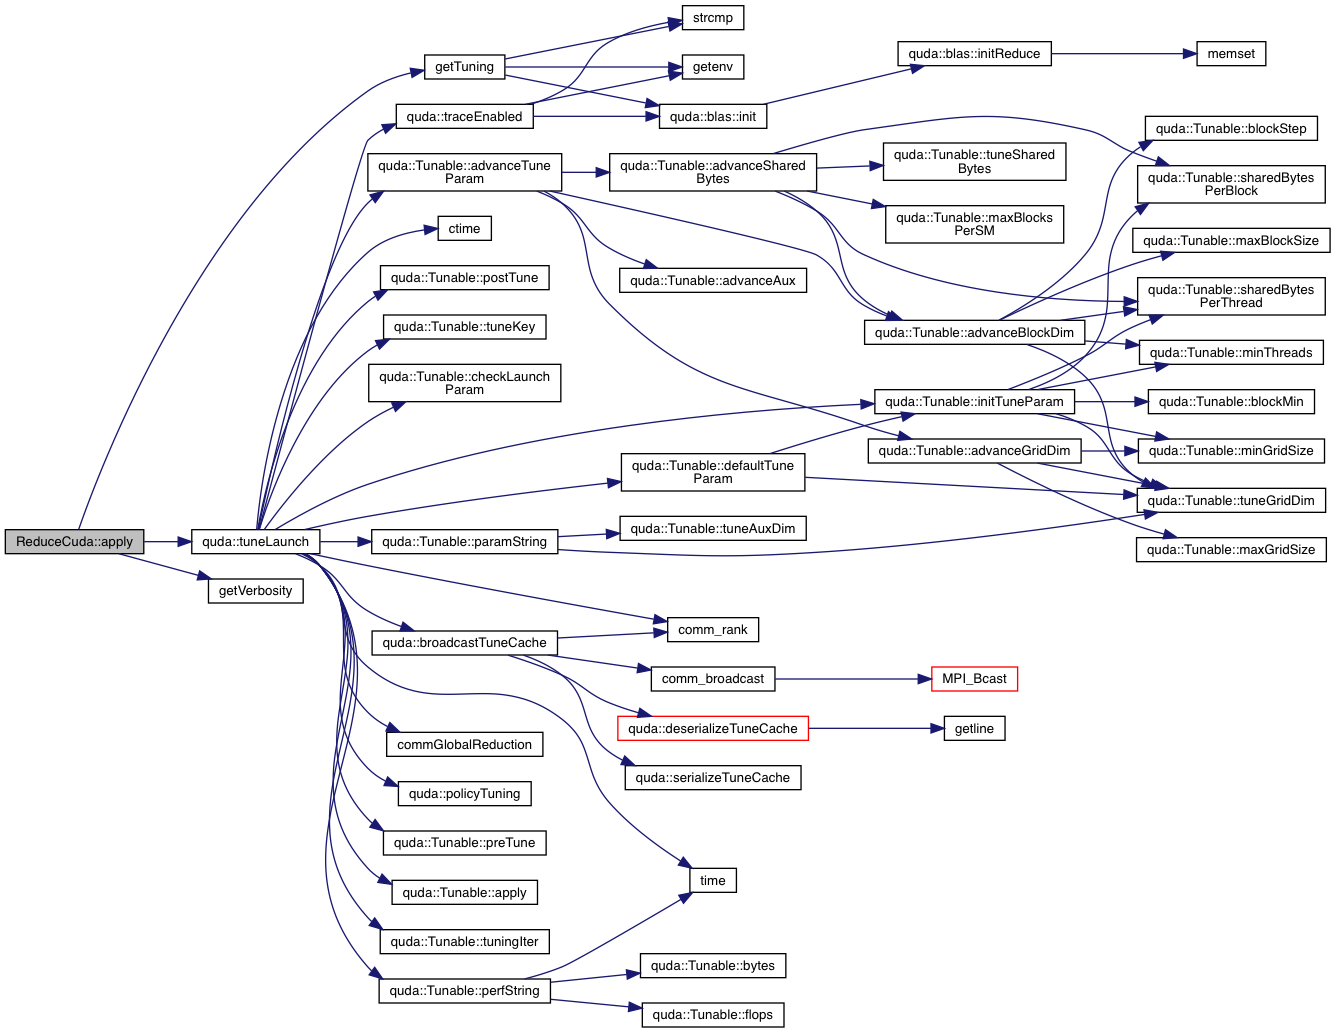 strcmp
getTuning
getenv
quda::blas::initReduce
memset
quda::traceEnabled
quda::blas::init
quda::Tunable::blockStep
quda::Tunable::advanceTune
Param
quda::Tunable::advanceShared
Bytes
quda::Tunable::tuneShared
Bytes
quda::Tunable::sharedBytes
PerBlock
ctime
quda::Tunable::maxBlocks
PerSM
quda::Tunable::maxBlockSize
quda::Tunable::postTune
quda::Tunable::advanceAux
quda::Tunable::sharedBytes
PerThread
quda::Tunable::tuneKey
quda::Tunable::advanceBlockDim
quda::Tunable::minThreads
quda::Tunable::checkLaunch
Param
quda::Tunable::initTuneParam
quda::Tunable::blockMin
quda::Tunable::advanceGridDim
quda::Tunable::minGridSize
quda::Tunable::defaultTune
Param
quda::Tunable::tuneGridDim
ReduceCuda::apply
quda::tuneLaunch
quda::Tunable::paramString
quda::Tunable::tuneAuxDim
quda::Tunable::maxGridSize
getVerbosity
quda::broadcastTuneCache
comm_rank
comm_broadcast
MPI_Bcast
quda::deserializeTuneCache
getline
commGlobalReduction
quda::serializeTuneCache
quda::policyTuning
quda::Tunable::preTune
quda::Tunable::apply
time
quda::Tunable::tuningIter
quda::Tunable::perfString
quda::Tunable::bytes
quda::Tunable::flops